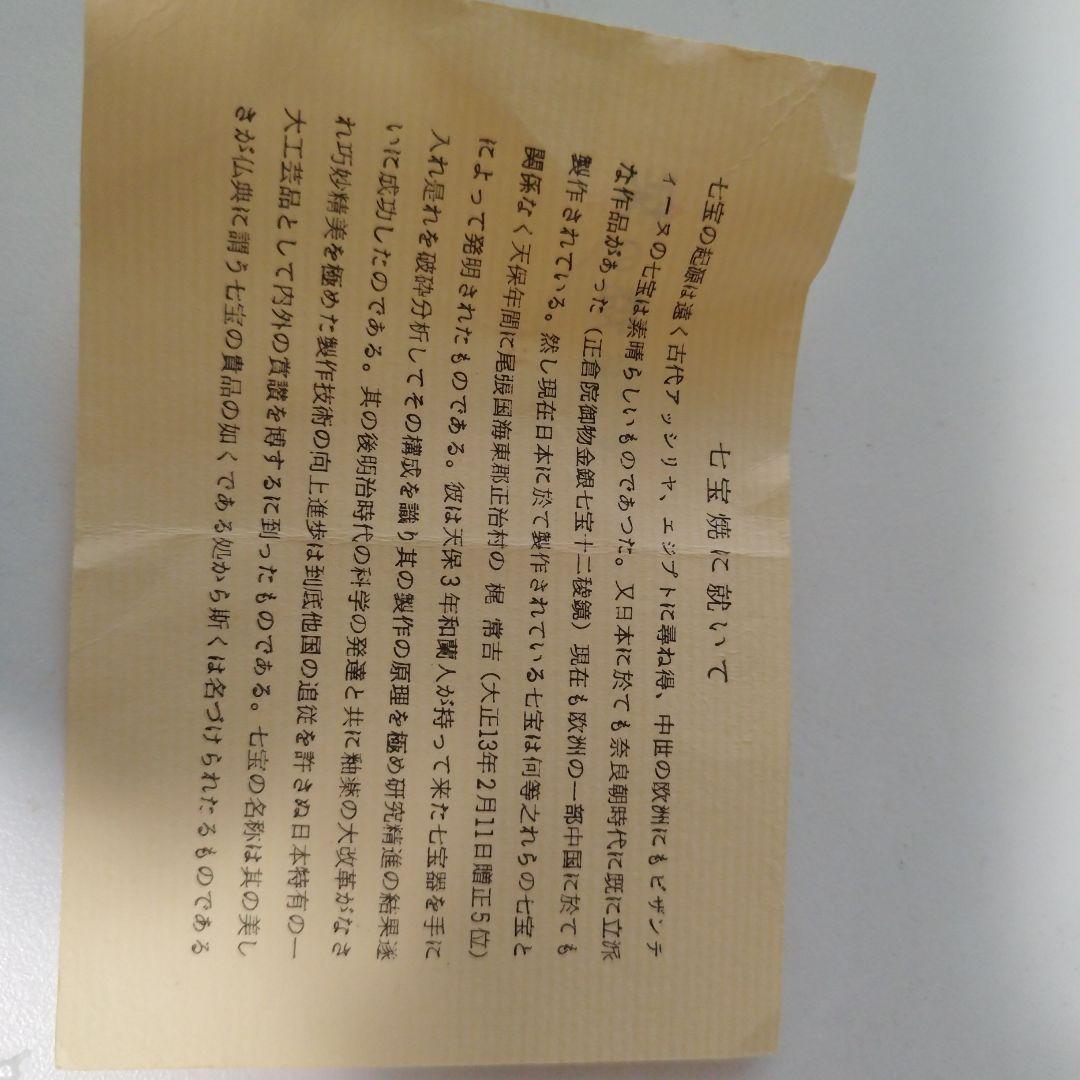 七宝焼に就いて
七宝の起源は遠く古代アッシリヤ、エジプトに尋ね得、中世の欧洲にもビザンテ
ィーヌの七宝は素晴らしいものであつた。又日本に於ても奈良朝時代に既に立派
な作品があった（正倉院御物金銀七宝十二稜鏡）現在も欧洲の一部中国に於ても
製作されている。然し現在日本に於て製作されている七宝は何等之れらの七宝と
関係なく天保年間に尾張国海東郡正治村の 梶 常吉（大正13年2月11日贈正5位）
によって発明されたものである。彼は天保3年和蘭人が持って来た七宝器を手に
入れ是れを破砕分析してその構成を識り其の製作の原理を極め研究精進の結果遂
いに成功したのである。其の後明治時代の科学の発達と共に釉薬の大改革がなさ
れ巧妙精美を極めた製作技術の向上進歩は到底他国の追従を許さぬ日本特有の一
大工芸品として内外の賞讃を博するに到ったものである。七宝の名称は其の美し
さが仏典に謂う七宝の貴品の如くである処から斯くは名づけられたるものである